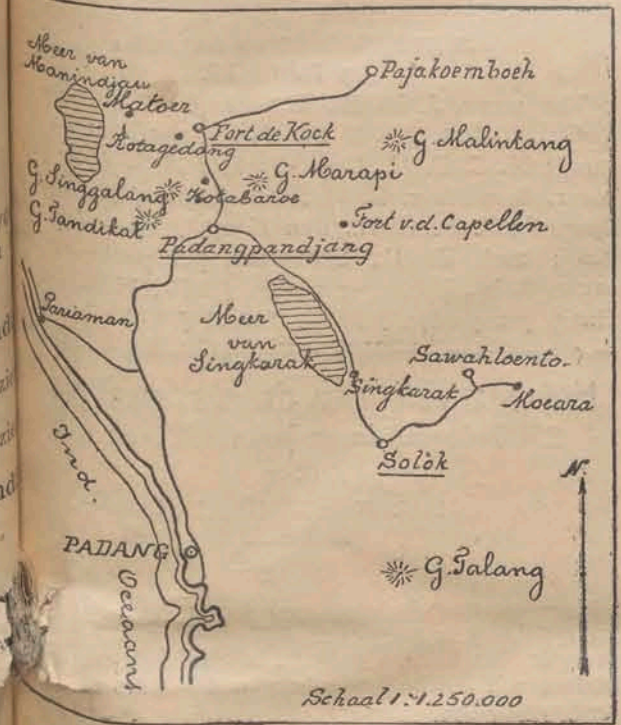 Meer van
Manindjau
Matoer
Kotagedang
Fort de Kock
Pajakoemboeh
G. Malintang
G. Singgalang
Kotabaroe
G. Marapi
G. Tandikat
Fort v.d. Capellen
Padangpandjang
Pariaman
Meer
van
Singkarak
Singkarak
Sawahloento.
Moeara
Solòk
N.
Ind.
PADANG
Oceaan
G. Talang
Schaal 1:1.250.000